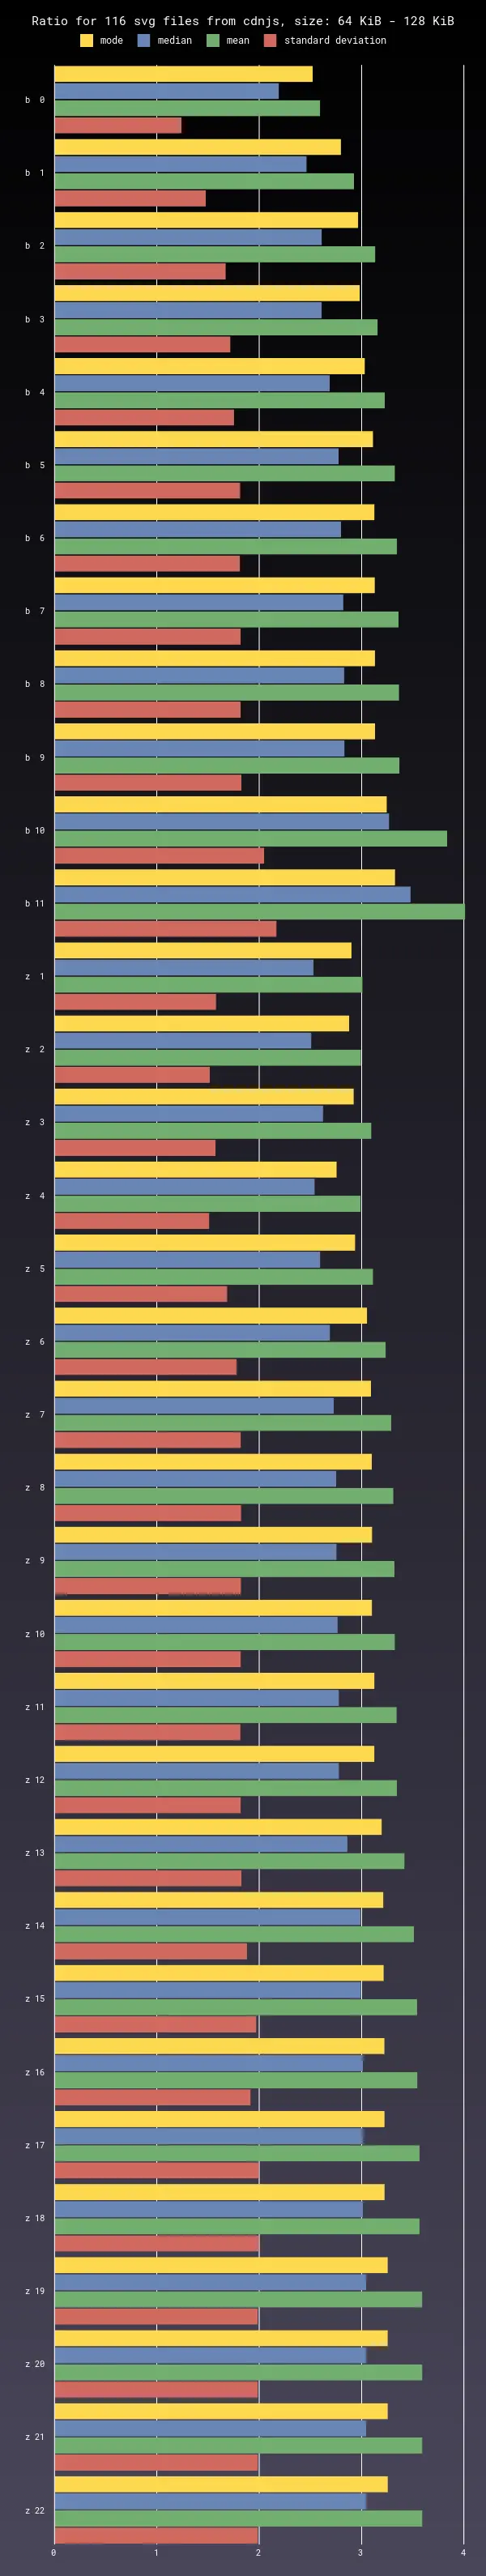 Ratio for 116 svg files from cdnjs, size: 64 KiB - 128 KiB
mode median mean standard deviation
b 0
b 1
b 2
b 3
b 4
b 5
b 6
b 7
b 8
b 9
b 10
b 11
z 1
z 2
z 3
z 4
z 5
z 6
z 7
z 8
z 9
z 10
z 11
z 12
z 13
z 14
z 15
z 16
z 17
z 18
z 19
z 20
z 21
z 22
0 1 2 3 4